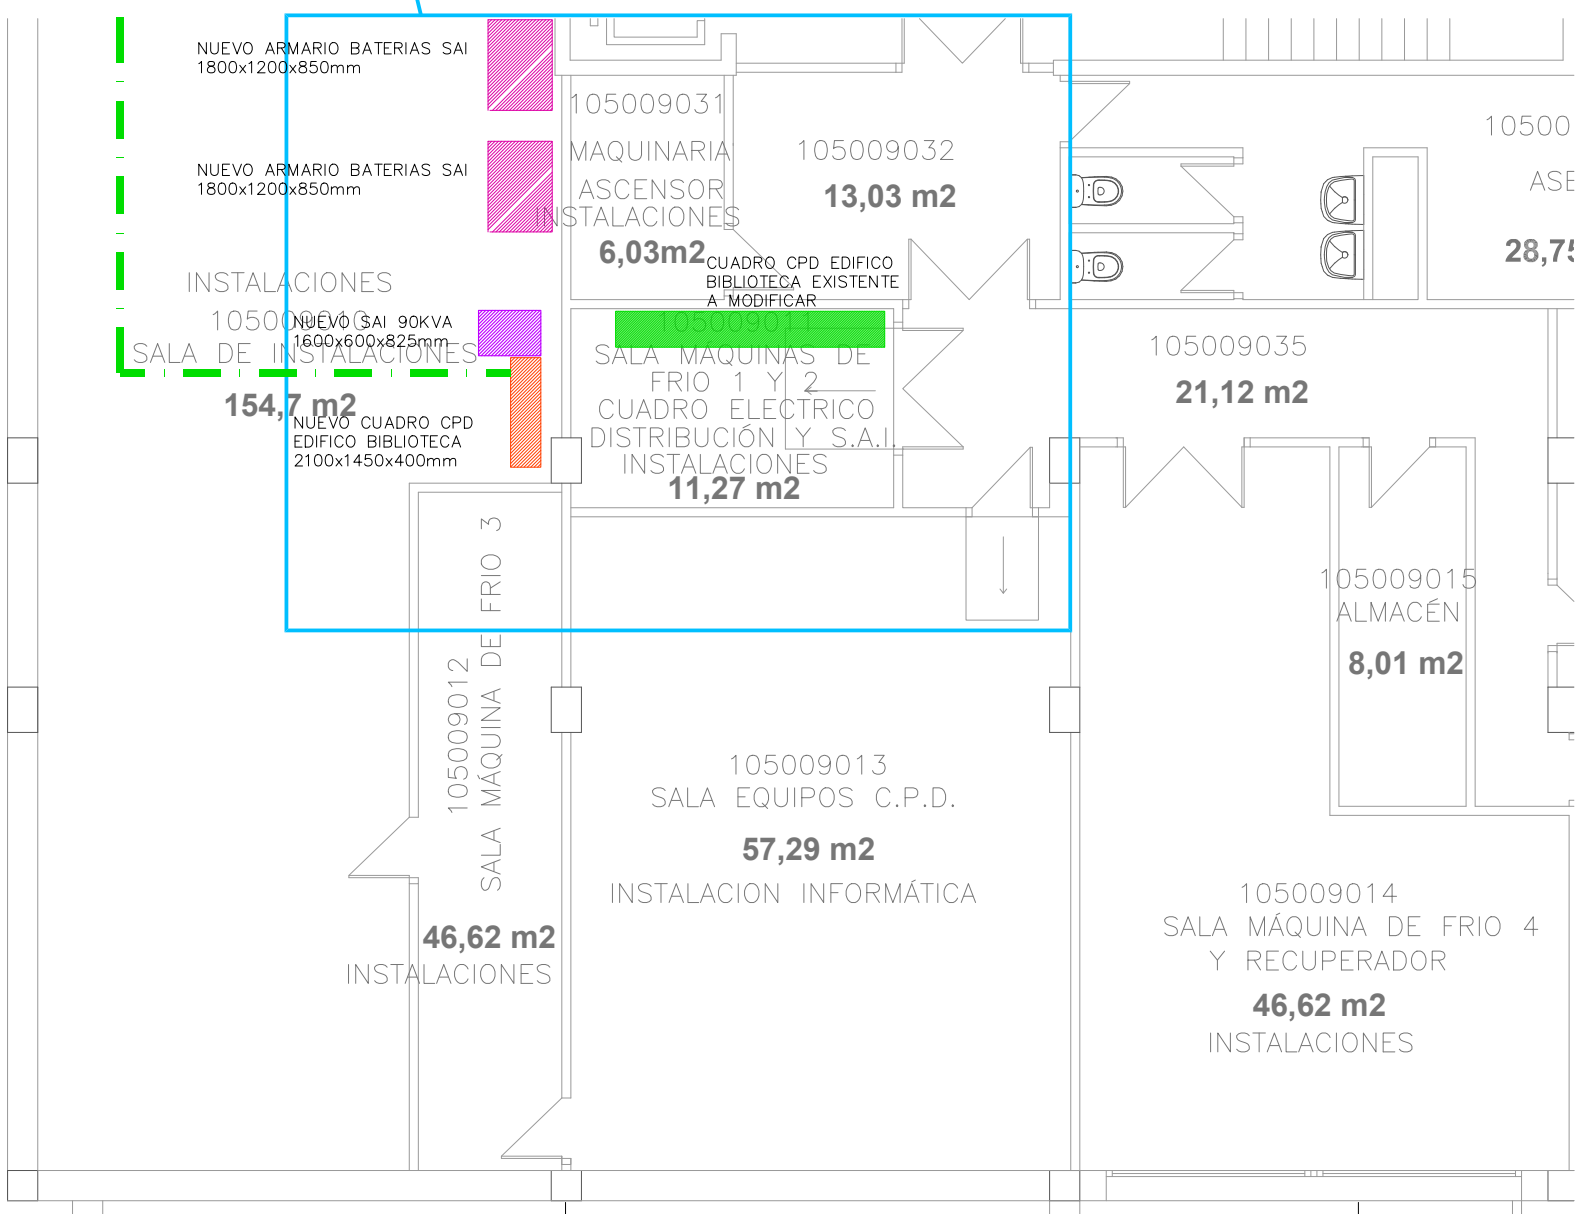 NUEVO ARMARIO BATERIAS SAI
1800x1200x850mm
NUEVO ARMARIO BATERIAS SAI
1800x1200x850mm
INSTALACIONES
105009010
SALA DE INSTALACIONES
154,7 m2
NUEVO SAI 90KVA
1600x600x825mm
NUEVO CUADRO CPD
EDIFICO BIBLIOTECA
2100x1450x400mm
105009031
MAQUINARIA
ASCENSOR
INSTALACIONES
6,03m2
105009032
13,03 m2
CUADRO CPD EDIFICO
BIBLIOTECA EXISTENTE
A MODIFICAR
105009011
SALA MÁQUINAS DE
FRIO 1 Y 2
CUADRO ELECTRICO
DISTRIBUCIÓN Y S.A.I.
INSTALACIONES
11,27 m2
10500
ASE
28,75
105009035
21,12 m2
105009012
SALA MÁQUINA DE FRIO 3
46,62 m2
INSTALACIONES
105009013
SALA EQUIPOS C.P.D.
57,29 m2
INSTALACION INFORMÁTICA
105009015
ALMACÉN
8,01 m2
105009014
SALA MÁQUINA DE FRIO 4
Y RECUPERADOR
46,62 m2
INSTALACIONES